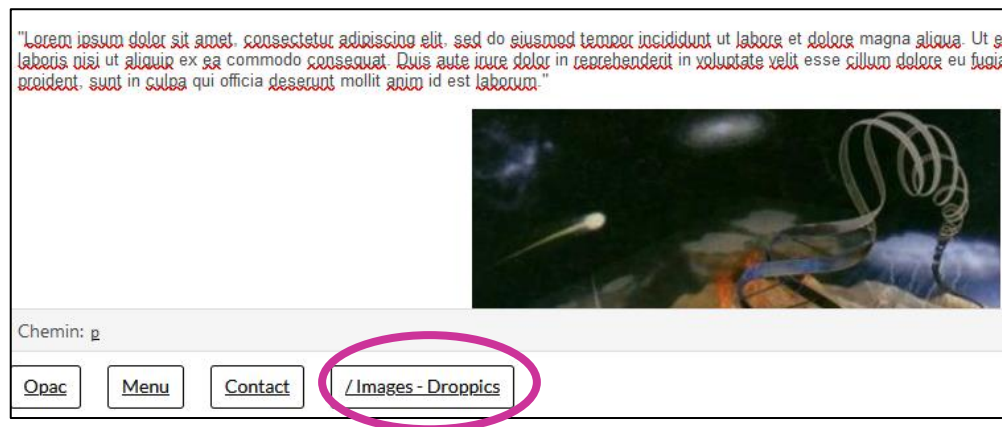 "Lorem ipsum dolor sit amet, consectetur adipiscing elit, sed do eiusmod tempor incididunt ut labore et dolore magna aliqua. Ut
laboris nisi ut aliquip ex ea commodo consequat. Duis aute irure dolor in reprehenderit in voluptate velit esse cillum dolore eu
proident, sunt in culpa qui officia deserunt mollit anim id est laborum."
Chemin: p
Opac Menu Contact / Images - Droppics